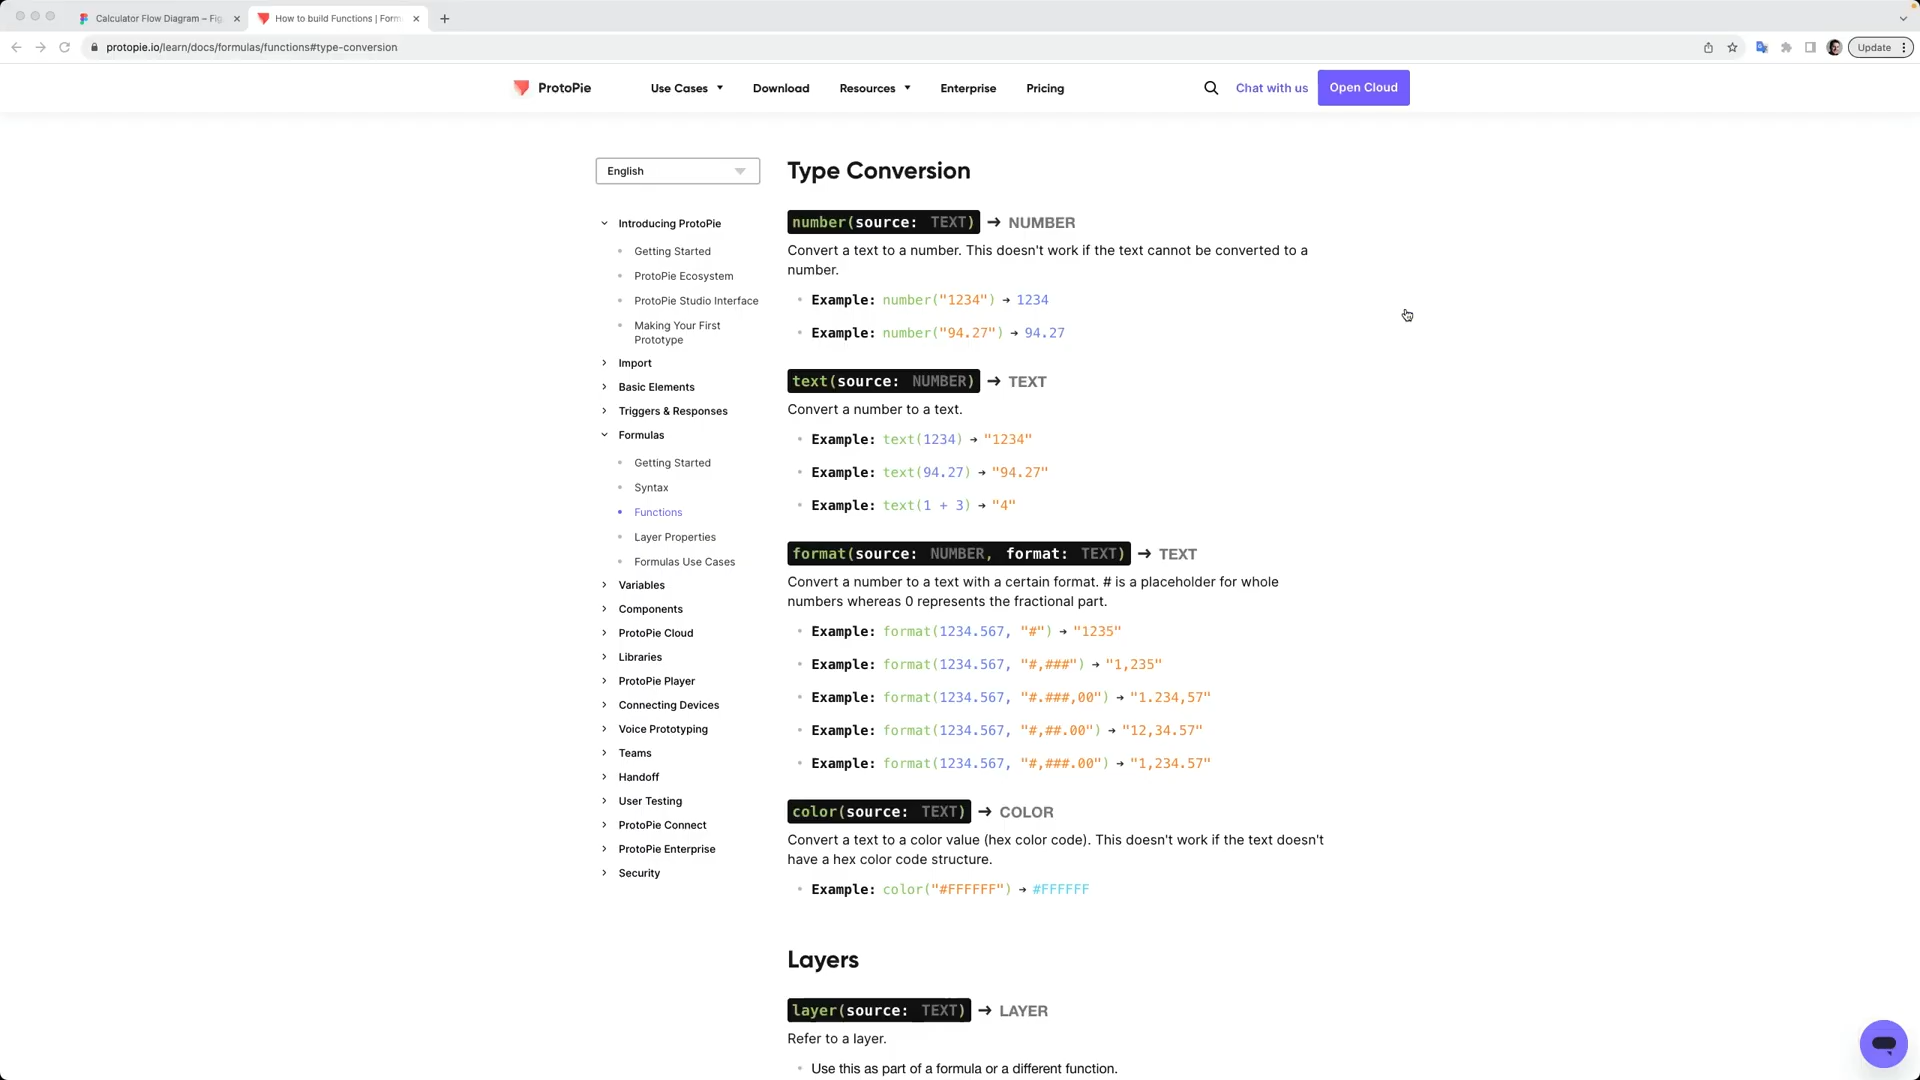 Calculator Flow Diagram – Fig
How to build Functions | Form
protopie.io/learn/docs/formulas/functions#type-conversion
Update
ProtoPie
Use Cases
Download
Resources
Enterprise
Pricing
Chat with us
Open Cloud
English
Introducing ProtoPie
Getting Started
ProtoPie Ecosystem
ProtoPie Studio Interface
Making Your First
Prototype
Import
Basic Elements
Triggers & Responses
Formulas
Getting Started
Syntax
Functions
Layer Properties
Formulas Use Cases
Variables
Components
ProtoPie Cloud
Libraries
ProtoPie Player
Connecting Devices
Voice Prototyping
Teams
Handoff
User Testing
ProtoPie Connect
ProtoPie Enterprise
Security
Type Conversion
number(source: TEXT) → NUMBER
Convert a text to a number. This doesn't work if the text cannot be converted to a
number.
• Example: number("1234") → 1234
• Example: number("94.27") → 94.27
text(source: NUMBER) → TEXT
Convert a number to a text.
• Example: text(1234) → "1234"
• Example: text(94.27) → "94.27"
• Example: text(1 + 3) → "4"
format(source: NUMBER, format: TEXT) → TEXT
Convert a number to a text with a certain format. # is a placeholder for whole
numbers whereas 0 represents the fractional part.
• Example: format(1234.567, "#") → "1235"
• Example: format(1234.567, "#,###") → "1,235"
• Example: format(1234.567, "#.###,00") → "1.234,57"
• Example: format(1234.567, "#,##.00") → "12,34.57"
• Example: format(1234.567, "#,###.00") → "1,234.57"
color(source: TEXT) → COLOR
Convert a text to a color value (hex color code). This doesn't work if the text doesn't
have a hex color code structure.
• Example: color("#FFFFFF") → #FFFFFF
Layers
layer(source: TEXT) → LAYER
Refer to a layer.
• Use this as part of a formula or a different function.